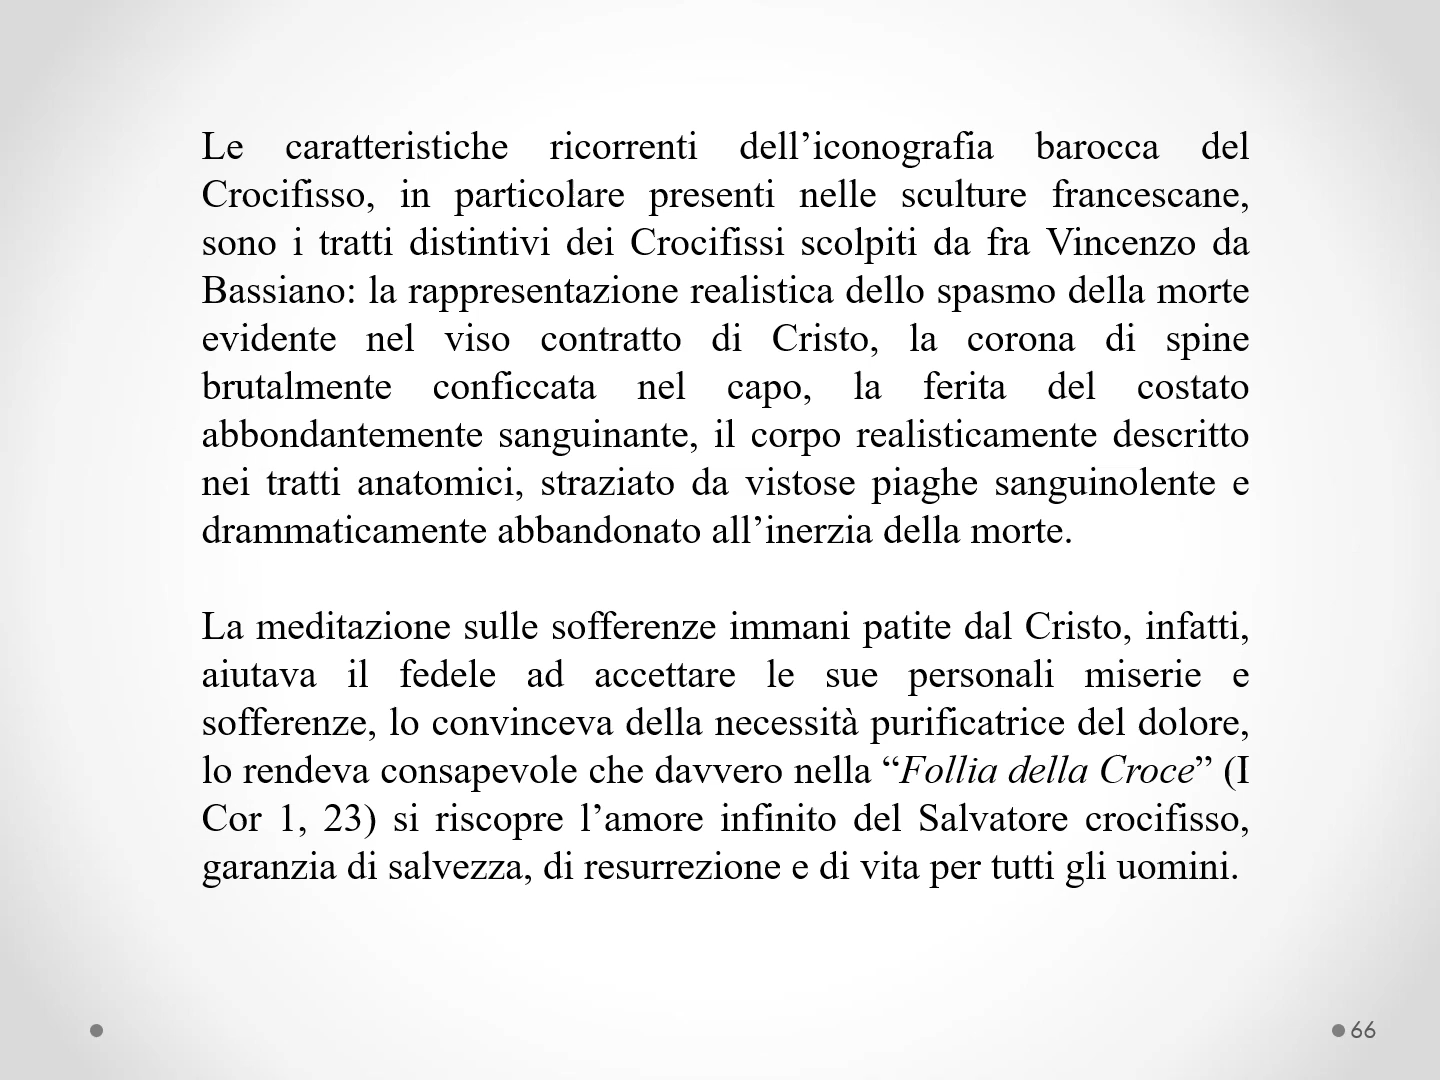 Le caratteristiche ricorrenti dell’iconografia barocca del
Crocifisso, in particolare presenti nelle sculture francescane,
sono i tratti distintivi dei Crocifissi scolpiti da fra Vincenzo da
Bassiano: la rappresentazione realistica dello spasmo della morte
evidente nel viso contratto di Cristo, la corona di spine
brutalmente conficcata nel capo, la ferita del costato
abbondantemente sanguinante, il corpo realisticamente descritto
nei tratti anatomici, straziato da vistose piaghe sanguinolente e
drammaticamente abbandonato all’inerzia della morte.
La meditazione sulle sofferenze immani patite dal Cristo, infatti,
aiutava il fedele ad accettare le sue personali miserie e
sofferenze, lo convinceva della necessità purificatrice del dolore,
lo rendeva consapevole che davvero nella “Follia della Croce” (I
Cor 1, 23) si riscopre l’amore infinito del Salvatore crocifisso,
garanzia di salvezza, di resurrezione e di vita per tutti gli uomini.
66